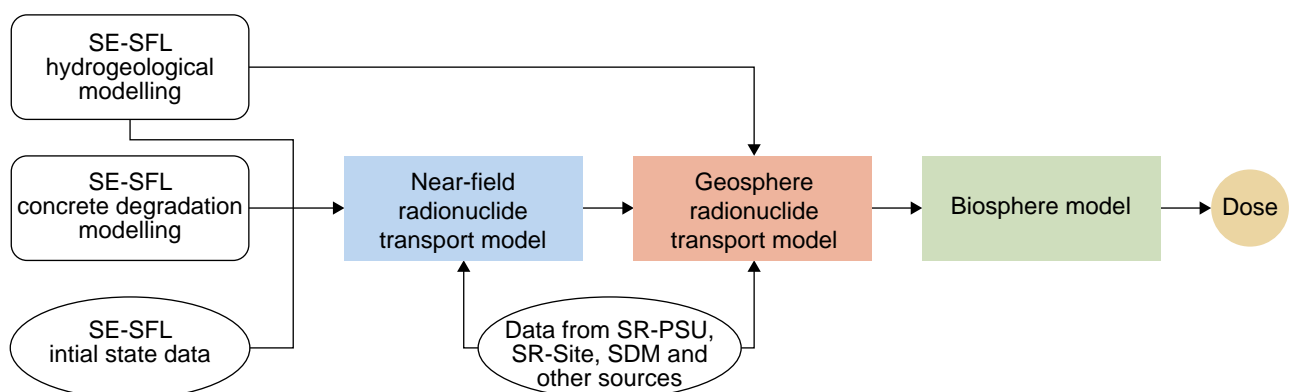 SE-SFL
hydrogeological
modelling
SE-SFL
concrete degradation
modelling
SE-SFL
intial state data
Near-field
radionuclide
transport model
Geosphere
radionuclide
transport model
Data from SR-PSU,
SR-Site, SDM and
other sources
Biosphere model
Dose